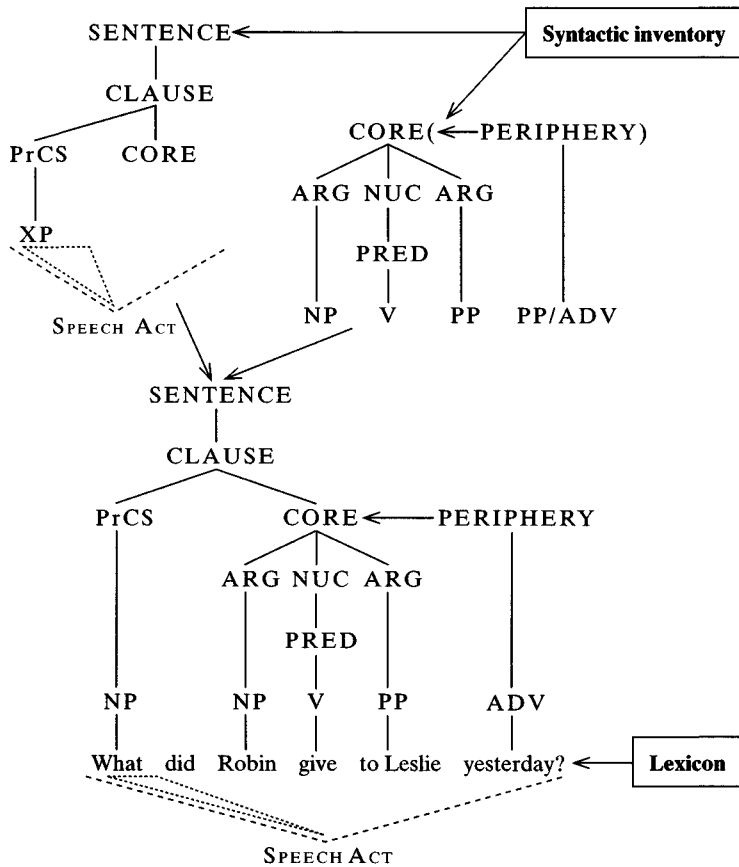 SENTENCE
Syntactic inventory
CLAUSE
CORE( PERIPHERY)
PrCS CORE
ARG NUC ARG
XP
PRED
NP V PP PP/ADV
SPEECH ACT
SENTENCE
CLAUSE
PrCS CORE PERIPHERY
ARG NUC ARG
PRED
NP NP V PP ADV
What did Robin give to Leslie yesterday?
Lexicon
SPEECH ACT